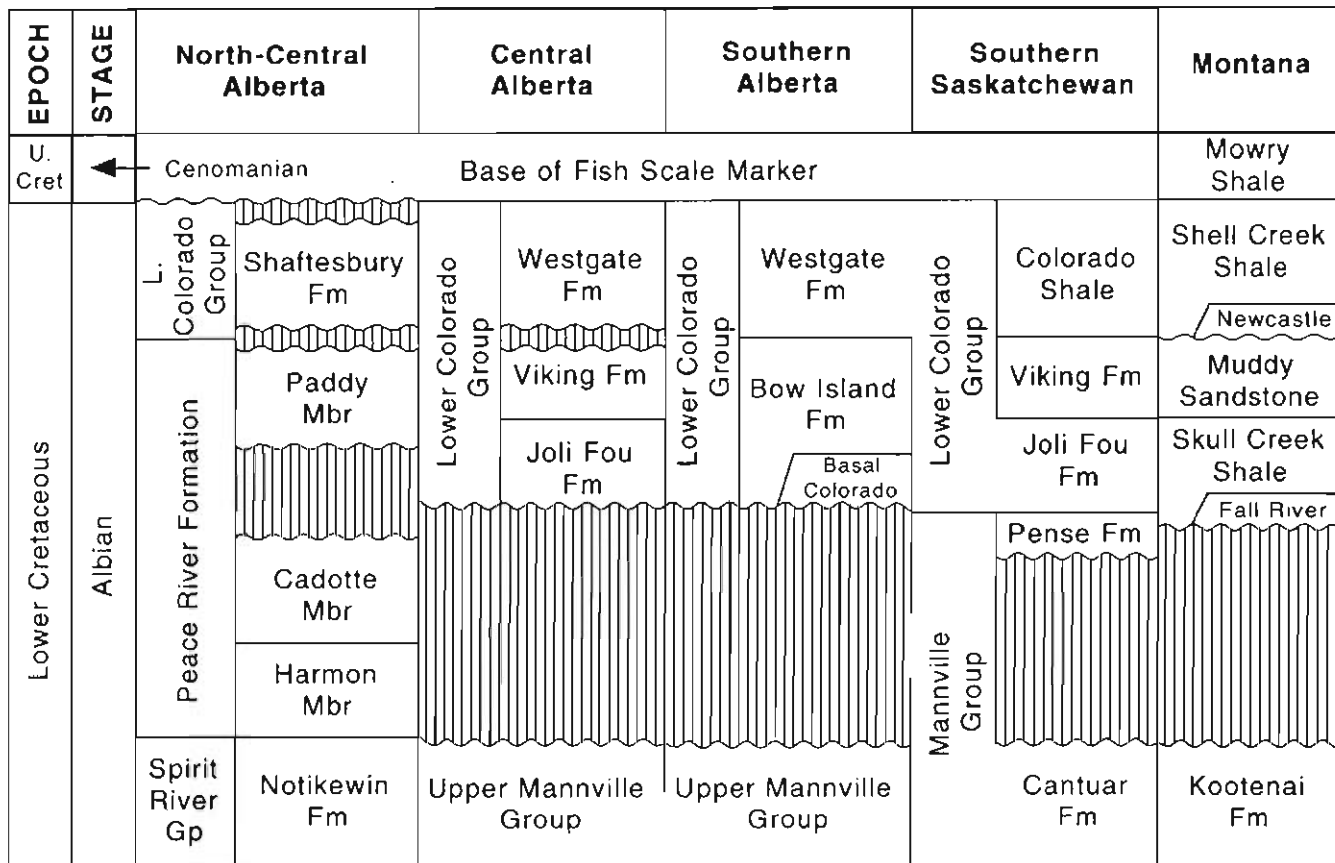 EPOCH
STAGE
North-Central
Alberta
Central
Alberta
Southern
Alberta
Southern
Saskatchewan
Montana
U.
Cret
Cenomanian
Base of Fish Scale Marker
Mowry
Shale
Lower Cretaceous
Albian
L.
Colorado
Group
Shaftesbury
Fm
Peace River Formation
Paddy
Mbr
Cadotte
Mbr
Harmon
Mbr
Spirit
River
Gp
Notikewin
Fm
Lower Colorado
Group
Westgate
Fm
Viking Fm
Joli Fou
Fm
Upper Mannville
Group
Lower Colorado
Group
Westgate
Fm
Bow Island
Fm
Basal
Colorado
Upper Mannville
Group
Lower Colorado
Group
Colorado
Shale
Viking Fm
Joli Fou
Fm
Mannville
Group
Pense Fm
Cantuar
Fm
Shell Creek
Shale
Newcastle
Muddy
Sandstone
Skull Creek
Shale
Fall River
Kootenai
Fm